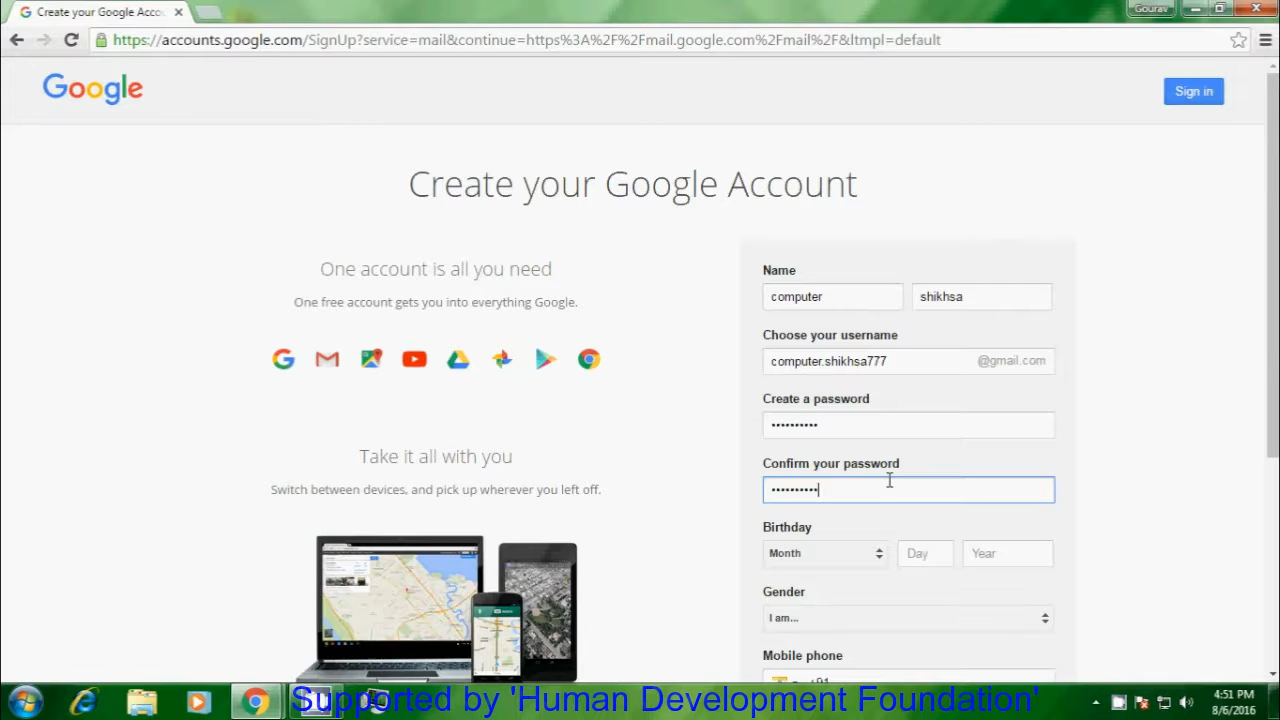 Create your Google Acco
Gourav
https://accounts.google.com/SignUp?service=mail&continue=https%3A%2F%2Fmail.google.com%2Fmail%2F&ltmpl=default
Google
Sign in
Create your Google Account
One account is all you need
One free account gets you into everything Google.
Take it all with you
Switch between devices, and pick up wherever you left off.
Name
computer shikhsa
Choose your username
computer.shikhsa777 @gmail.com
Create a password
••••••••••
Confirm your password
••••••••••
Birthday
Month Day Year
Gender
I am...
Mobile phone
+91
Supported by 'Human Development Foundation'
4:51 PM
8/6/2016